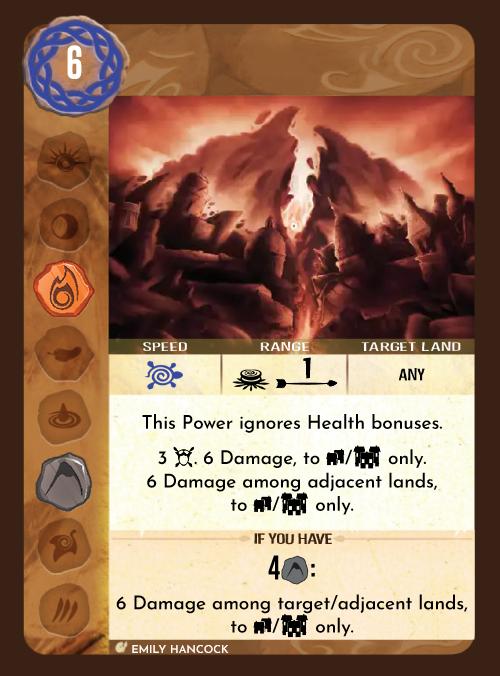 6
SPEED RANGE TARGET LAND
1 ANY
This Power ignores Health bonuses.
3 . 6 Damage, to / only.
6 Damage among adjacent lands,
to / only.
IF YOU HAVE
4 :
6 Damage among target/adjacent lands,
to / only.
EMILY HANCOCK